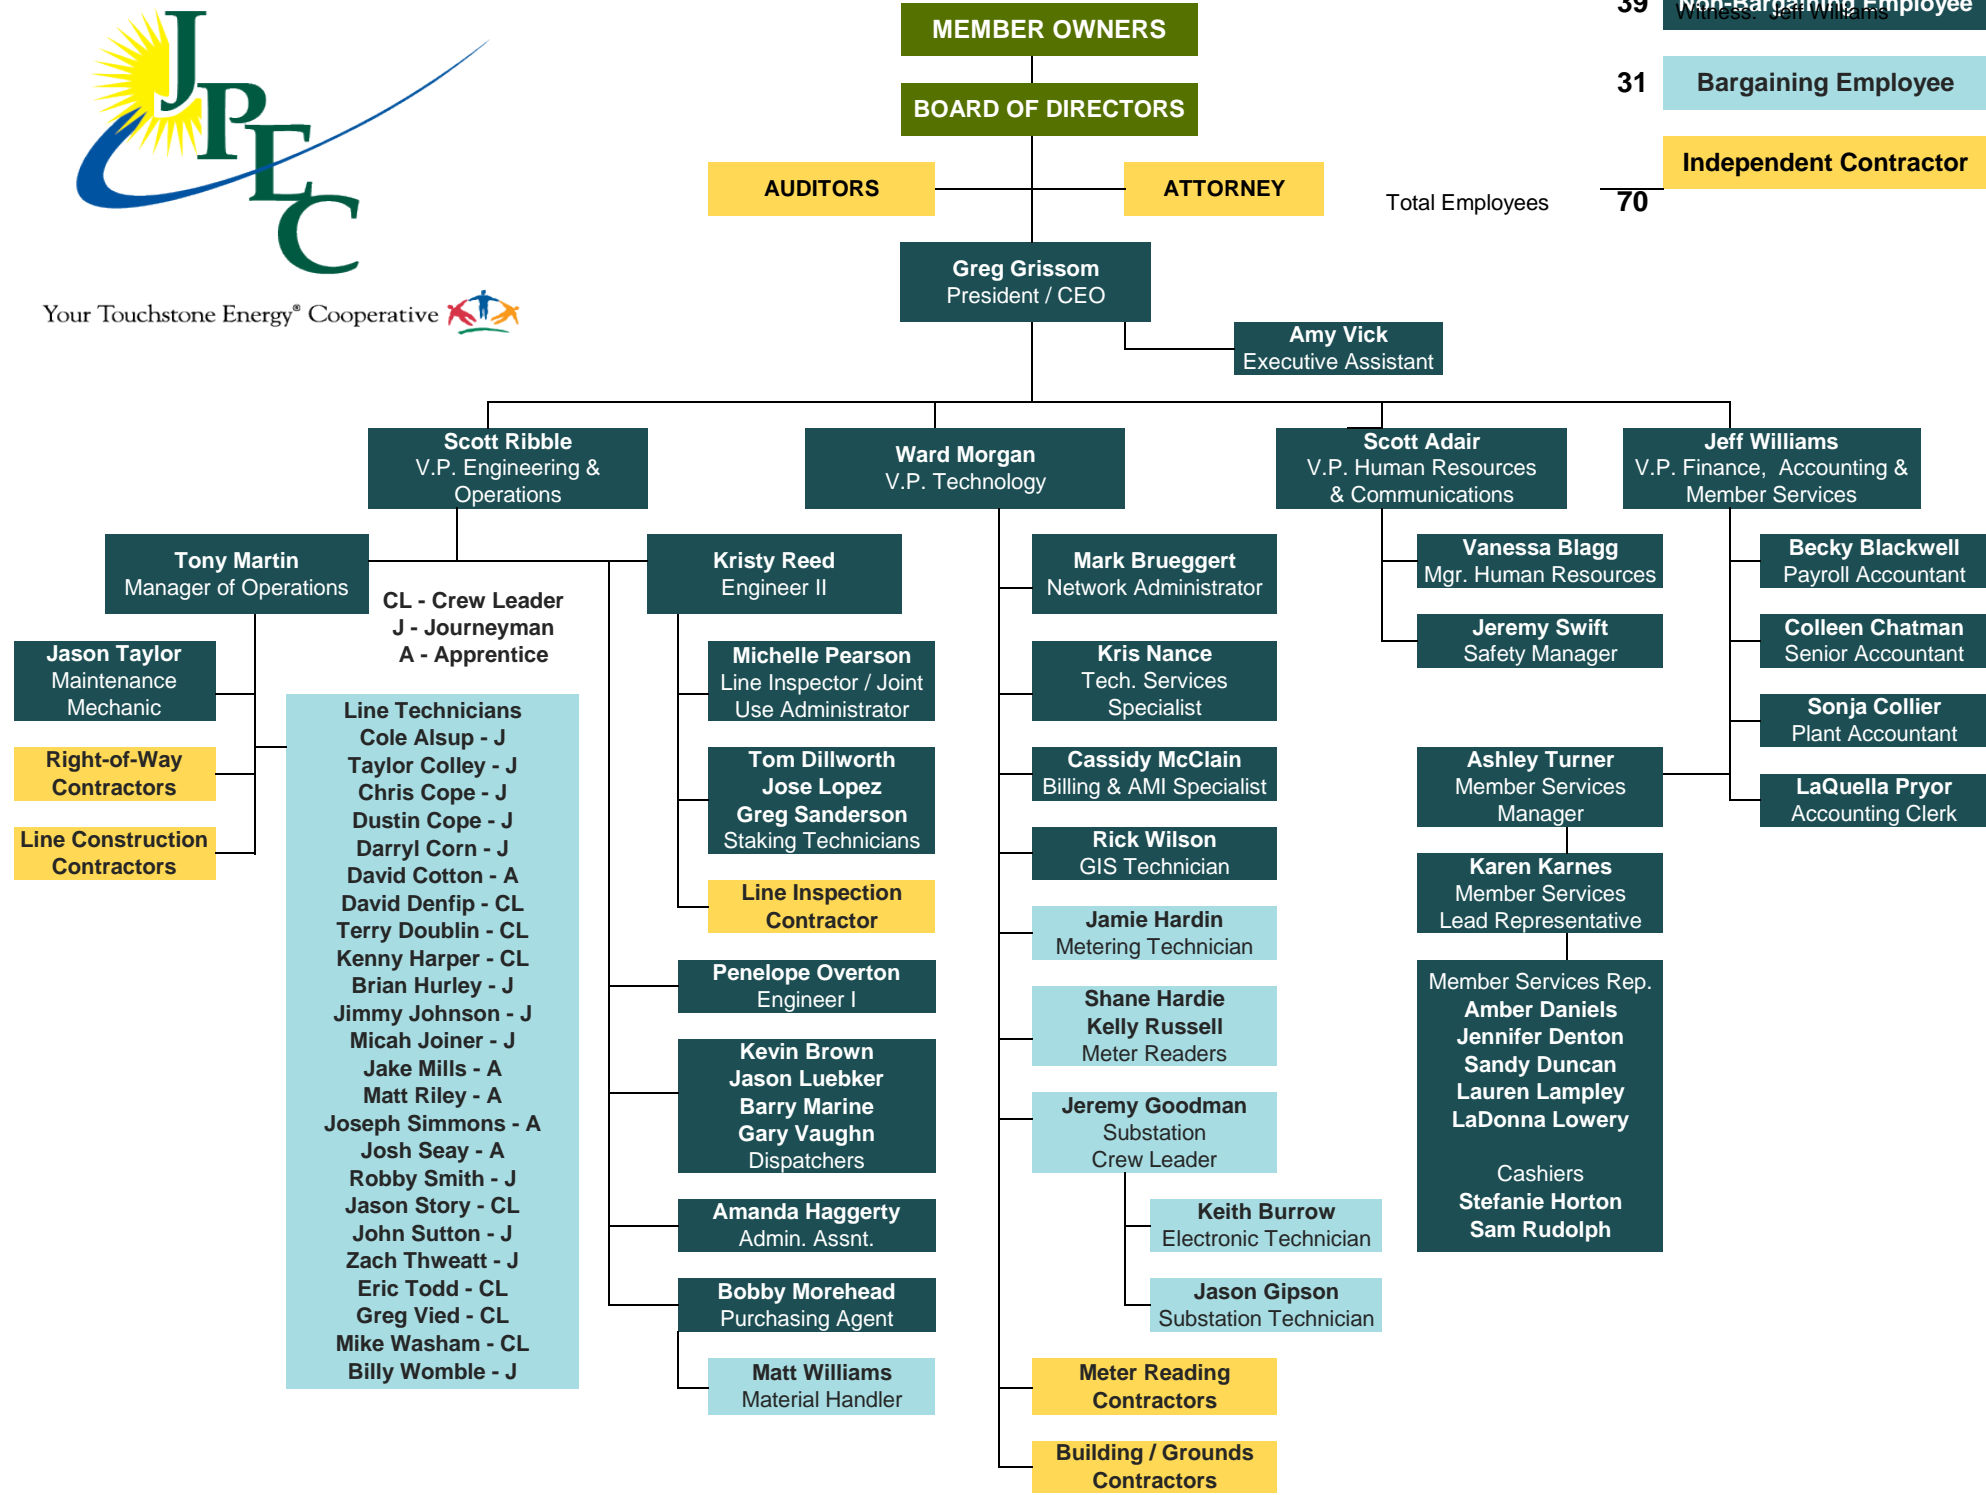 JPEC
Your Touchstone Energy® Cooperative
MEMBER OWNERS
BOARD OF DIRECTORS
AUDITORS
ATTORNEY
39 Non-Bargaining Employee
Witness: Jeff Williams
31 Bargaining Employee
Independent Contractor
Total Employees 70
Greg Grissom
President / CEO
Amy Vick
Executive Assistant
Scott Ribble
V.P. Engineering &
Operations
Ward Morgan
V.P. Technology
Scott Adair
V.P. Human Resources
& Communications
Jeff Williams
V.P. Finance, Accounting &
Member Services
Tony Martin
Manager of Operations
CL - Crew Leader
J - Journeyman
A - Apprentice
Jason Taylor
Maintenance
Mechanic
Right-of-Way
Contractors
Line Construction
Contractors
Line Technicians
Cole Alsup - J
Taylor Colley - J
Chris Cope - J
Dustin Cope - J
Darryl Corn - J
David Cotton - A
David Denfip - CL
Terry Doublin - CL
Kenny Harper - CL
Brian Hurley - J
Jimmy Johnson - J
Micah Joiner - J
Jake Mills - A
Matt Riley - A
Joseph Simmons - A
Josh Seay - A
Robby Smith - J
Jason Story - CL
John Sutton - J
Zach Thweatt - J
Eric Todd - CL
Greg Vied - CL
Mike Washam - CL
Billy Womble - J
Kristy Reed
Engineer II
Michelle Pearson
Line Inspector / Joint
Use Administrator
Tom Dillworth
Jose Lopez
Greg Sanderson
Staking Technicians
Line Inspection
Contractor
Penelope Overton
Engineer I
Kevin Brown
Jason Luebker
Barry Marine
Gary Vaughn
Dispatchers
Amanda Haggerty
Admin. Assnt.
Bobby Morehead
Purchasing Agent
Matt Williams
Material Handler
Mark Brueggert
Network Administrator
Kris Nance
Tech. Services
Specialist
Cassidy McClain
Billing & AMI Specialist
Rick Wilson
GIS Technician
Jamie Hardin
Metering Technician
Shane Hardie
Kelly Russell
Meter Readers
Jeremy Goodman
Substation
Crew Leader
Keith Burrow
Electronic Technician
Jason Gipson
Substation Technician
Meter Reading
Contractors
Building / Grounds
Contractors
Vanessa Blagg
Mgr. Human Resources
Jeremy Swift
Safety Manager
Ashley Turner
Member Services
Manager
Karen Karnes
Member Services
Lead Representative
Member Services Rep.
Amber Daniels
Jennifer Denton
Sandy Duncan
Lauren Lampley
LaDonna Lowery
Cashiers
Stefanie Horton
Sam Rudolph
Becky Blackwell
Payroll Accountant
Colleen Chatman
Senior Accountant
Sonja Collier
Plant Accountant
LaQuella Pryor
Accounting Clerk